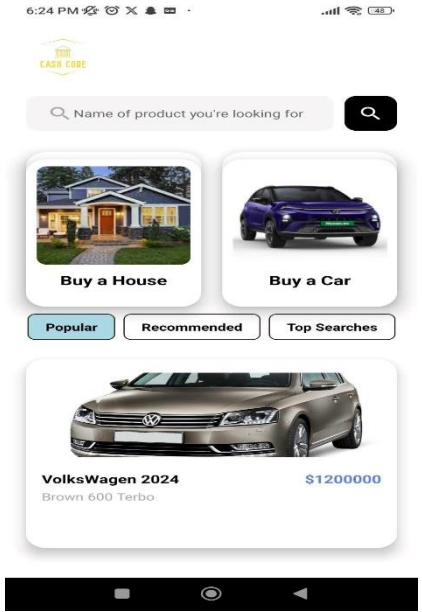 6:24 PM
48
CASH CODE
Name of product you're looking for
Buy a House
Buy a Car
Popular
Recommended
Top Searches
VolksWagen 2024
$1200000
Brown 600 Terbo